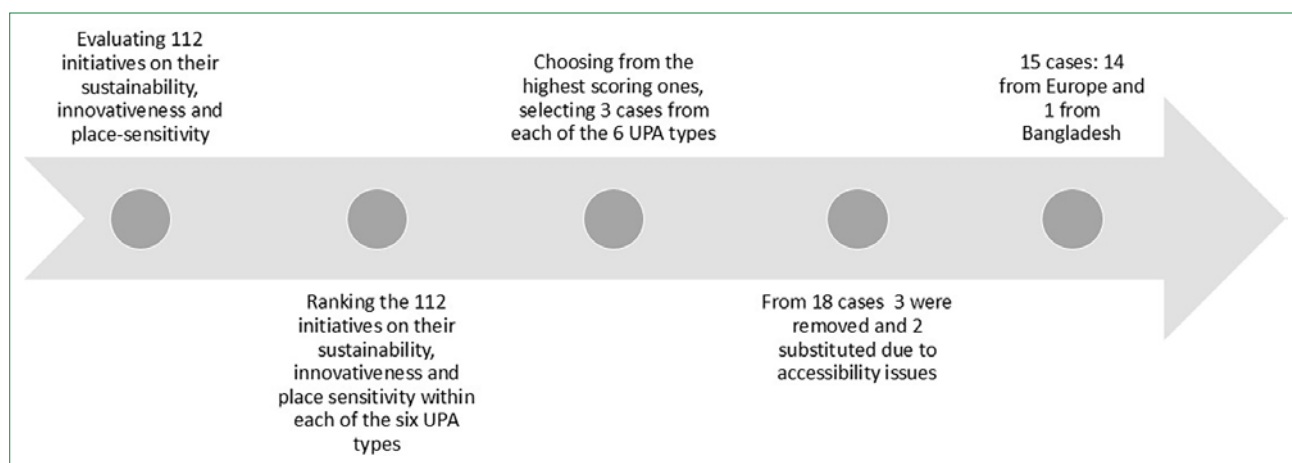 Evaluating 112
initiatives on their
sustainability,
innovativeness and
place-sensitivity
Ranking the 112
initiatives on their
sustainability,
innovativeness and
place sensitivity within
each of the six UPA
types
Choosing from the
highest scoring ones,
selecting 3 cases from
each of the 6 UPA types
From 18 cases 3 were
removed and 2
substituted due to
accessibility issues
15 cases: 14
from Europe and
1 from
Bangladesh